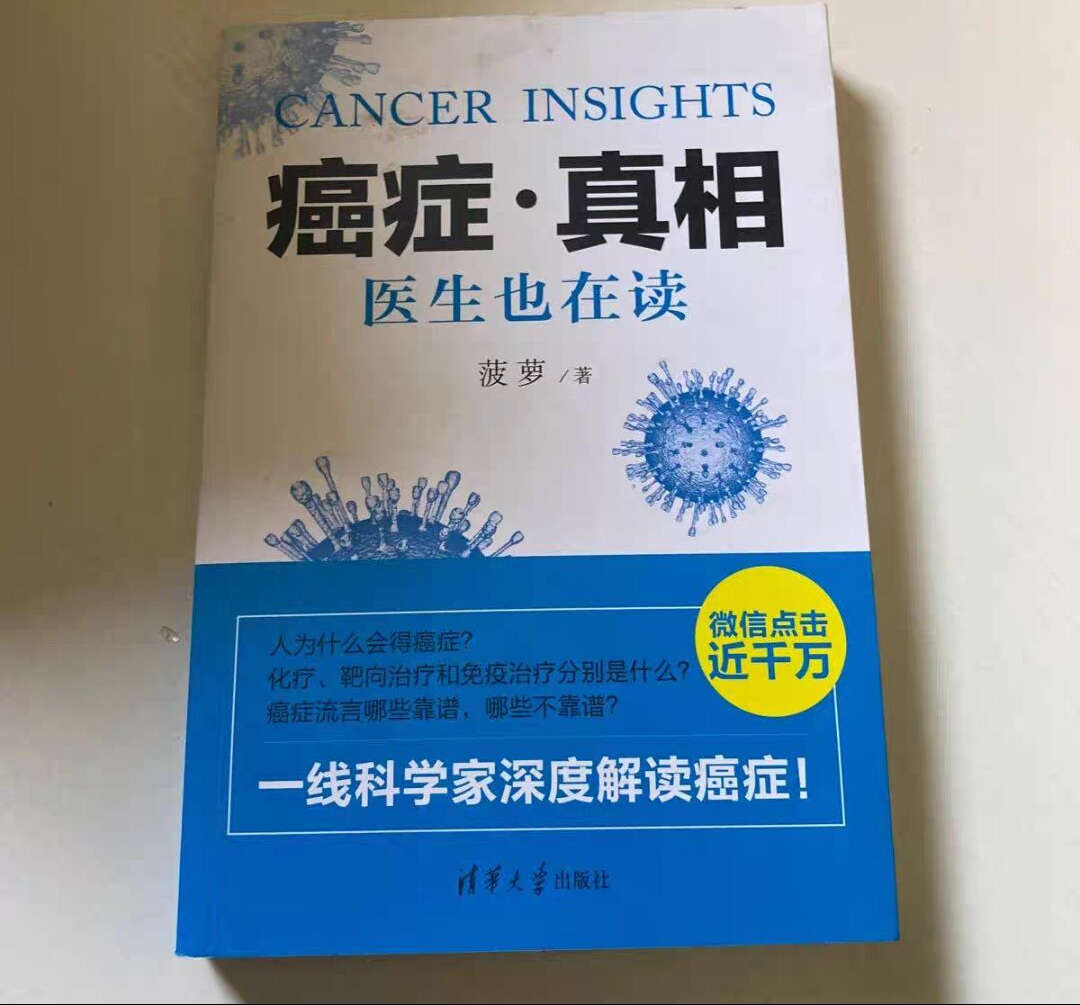 CANCER INSIGHTS
癌症·真相
医生也在读
菠萝 / 著
微信点击
近千万
人为什么会得癌症?
化疗、靶向治疗和免疫治疗分别是什么?
癌症流言哪些靠谱,哪些不靠谱?
一线科学家深度解读癌症!
清华大学出版社